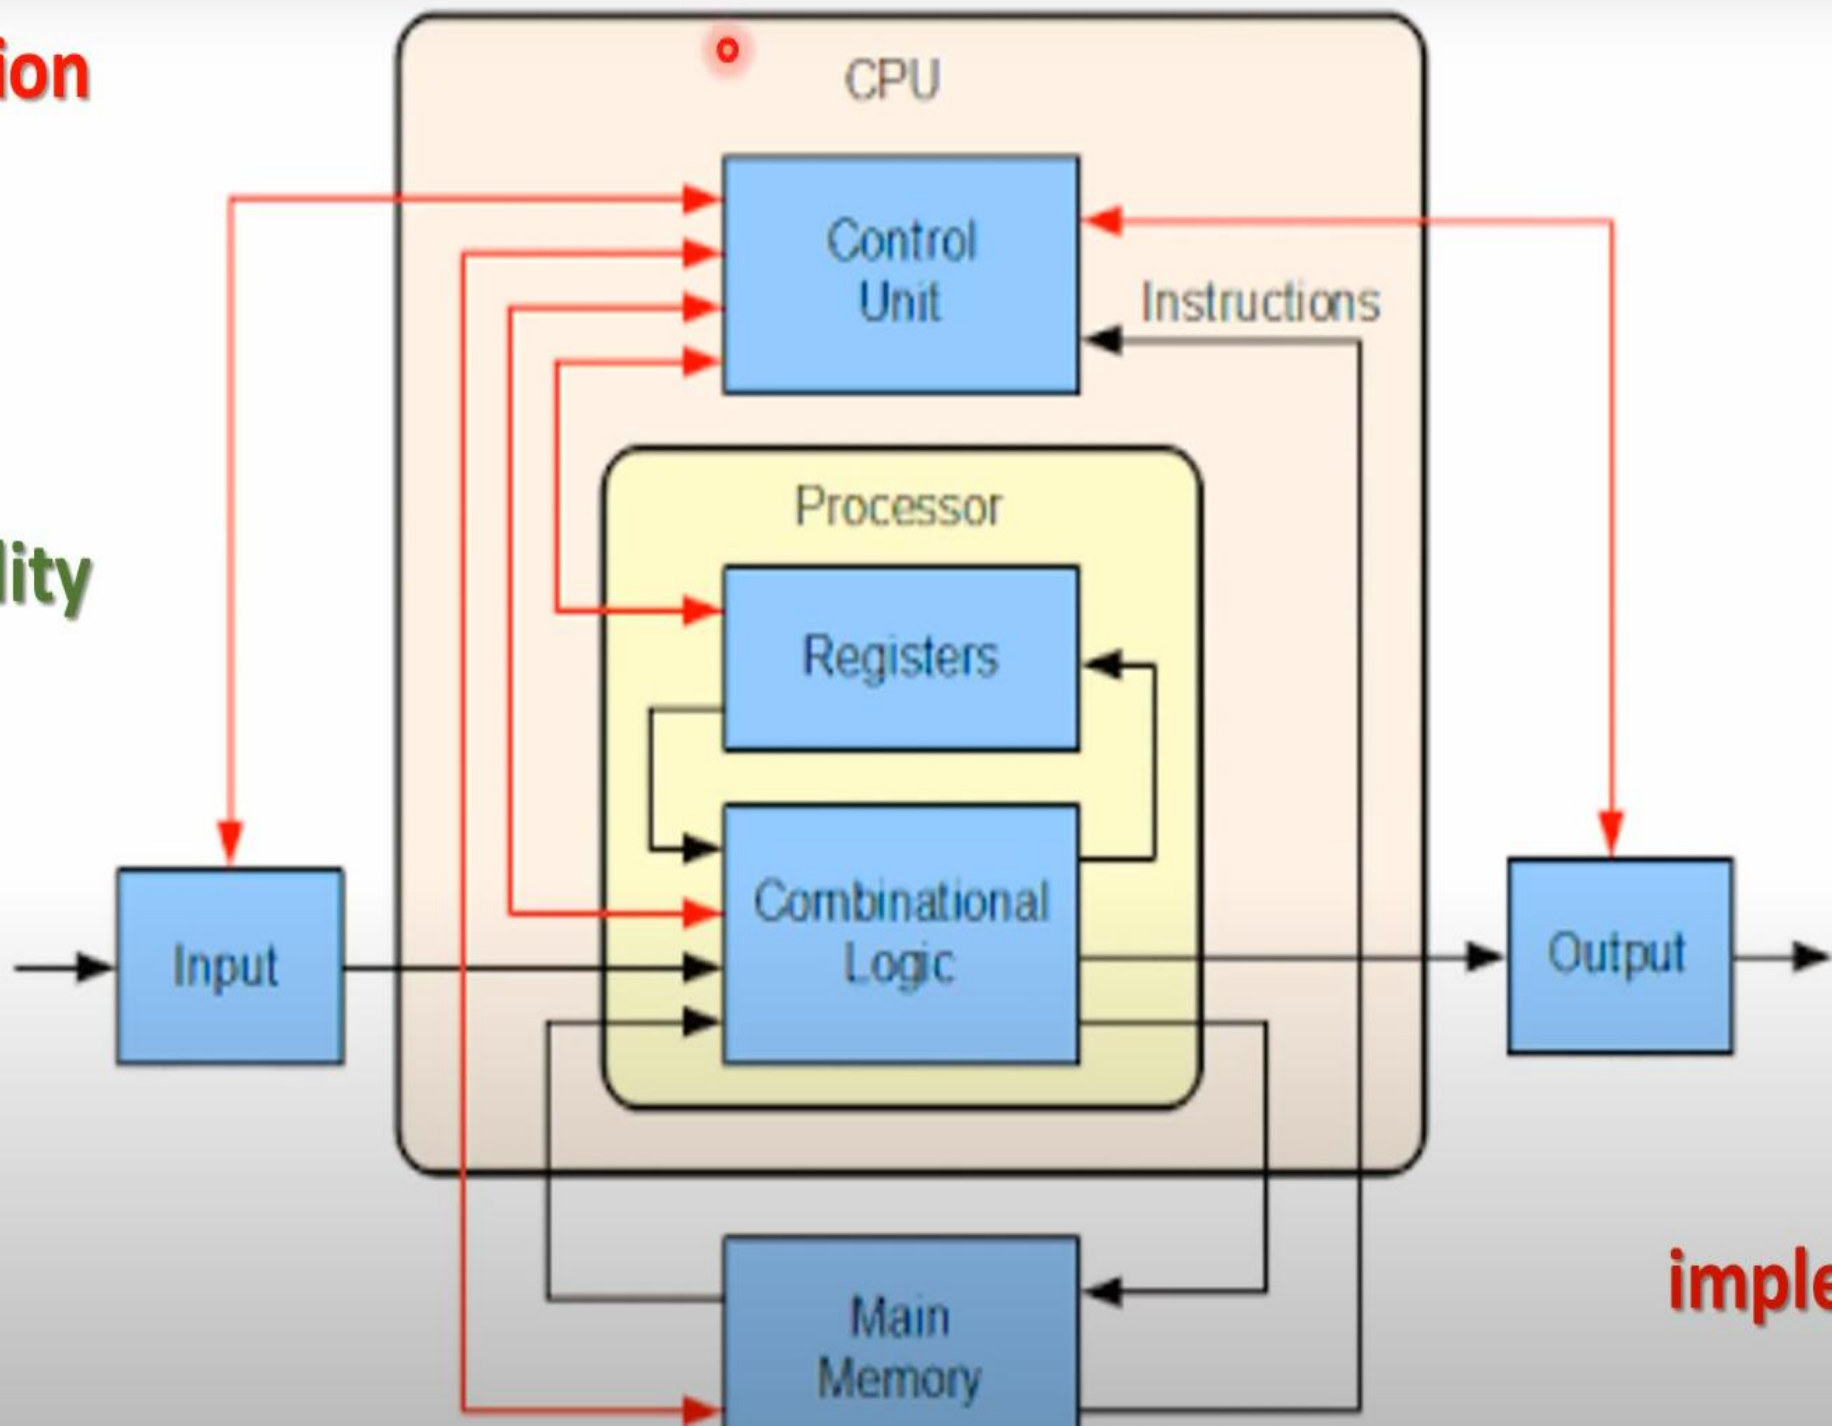 ion
CPU
Control
Unit
Instructions
Processor
lity
Registers
Combinational
Logic
Input
Output
imple
Main
Memory